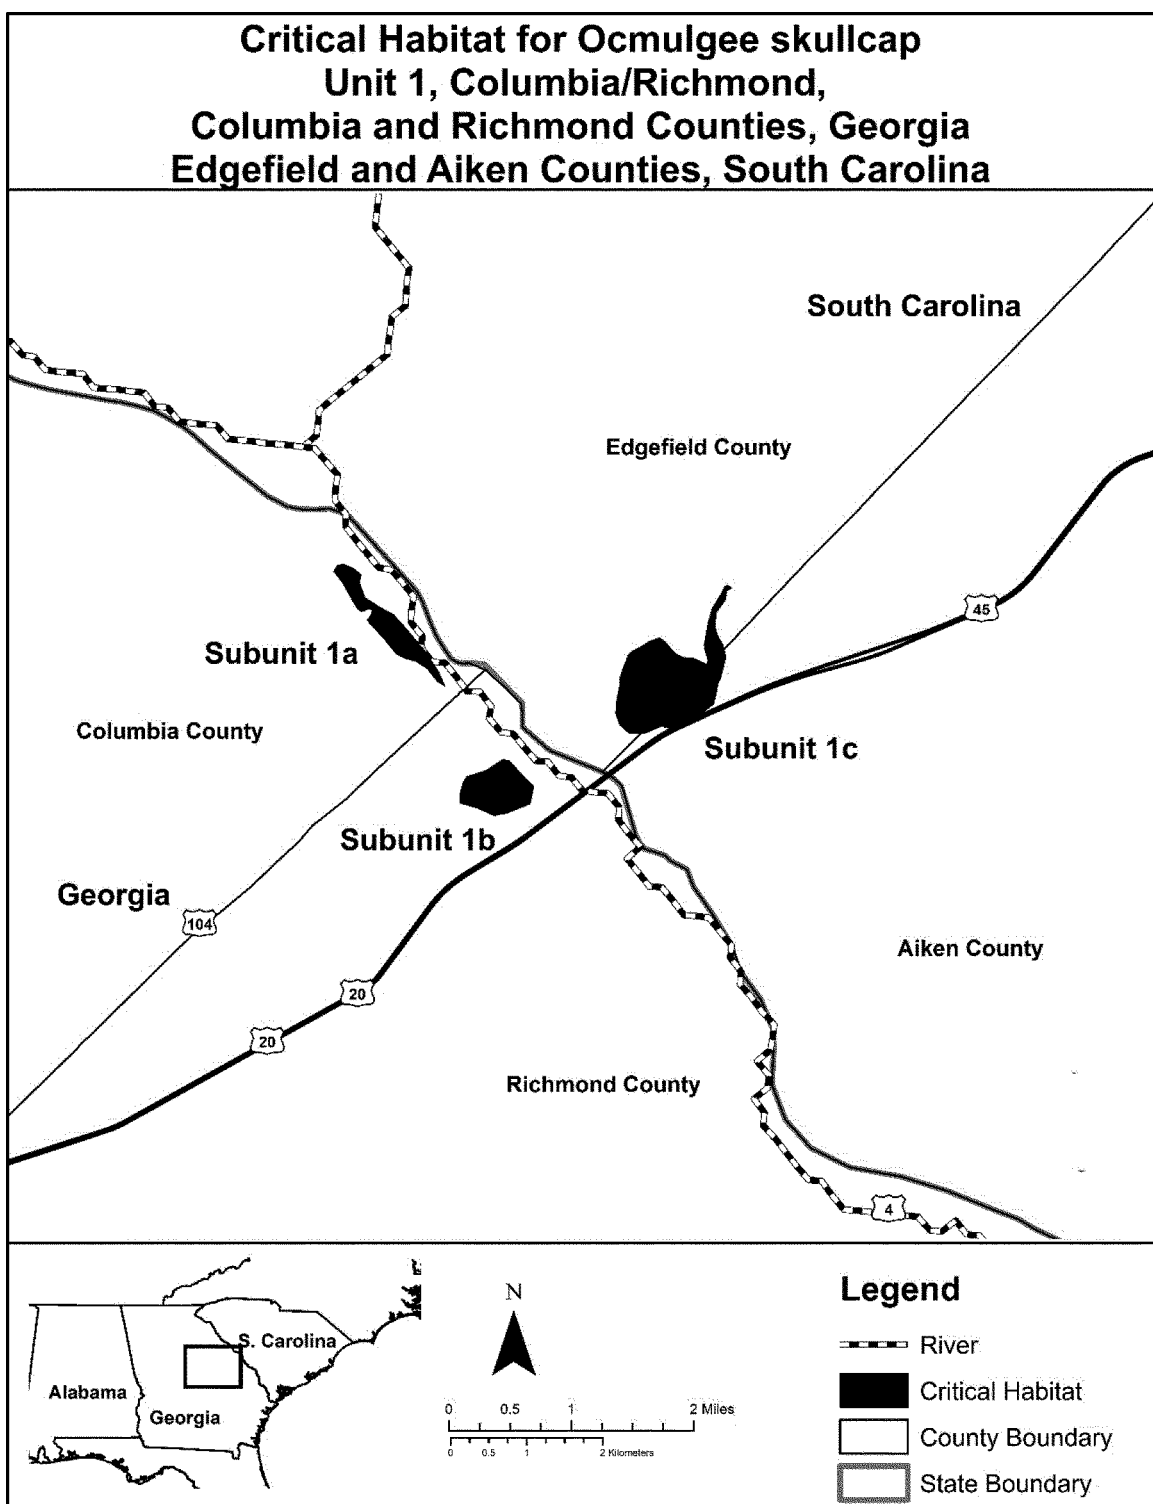 Critical Habitat for Ocmulgee skullcap
Unit 1, Columbia/Richmond,
Columbia and Richmond Counties, Georgia
Edgefield and Aiken Counties, South Carolina
South Carolina
Edgefield County
45
Subunit 1a
Columbia County
Subunit 1c
Subunit 1b
Georgia
104
Aiken County
20
20
Richmond County
4
S. Carolina
Alabama
Georgia
N
0 0.5 1 2 Miles
0 0.5 1 2 Kilometers
Legend
River
Critical Habitat
County Boundary
State Boundary